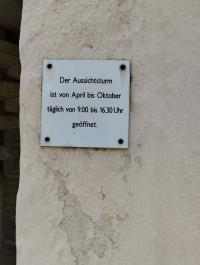 Der Aussichtsturm
ist von April bis Oktober
täglich von 9.00 bis 16.30 Uhr
geöffnet.